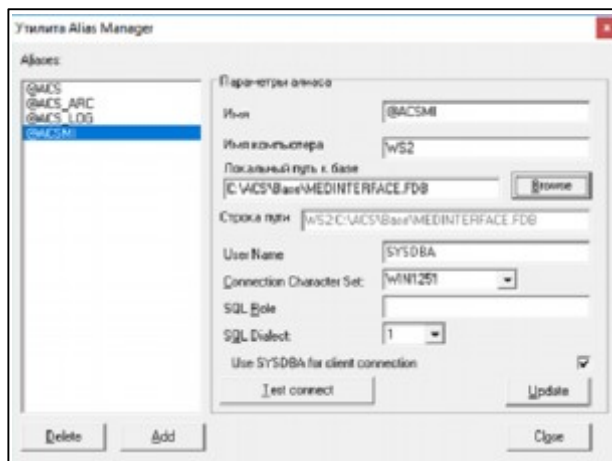 Утилита Alias Manager
Aliases:
@ACS
@ACS_ARC
@ACS_LOG
@ACSMI
Параметры алиаса
Имя
@ACSMI
Имя компьютера
WS2
Локальный путь к базе
C:\ACS\Base\MEDINTERFACE.FDB
Browse
Строка пути
WS2:C:\ACS\Base\MEDINTERFACE.FDB
User Name
SYSDBA
Connection Character Set:
WIN1251
SQL Role
SQL Dialect:
1
Use SYSDBA for client connection
Test connect
Update
Delete
Add
Close